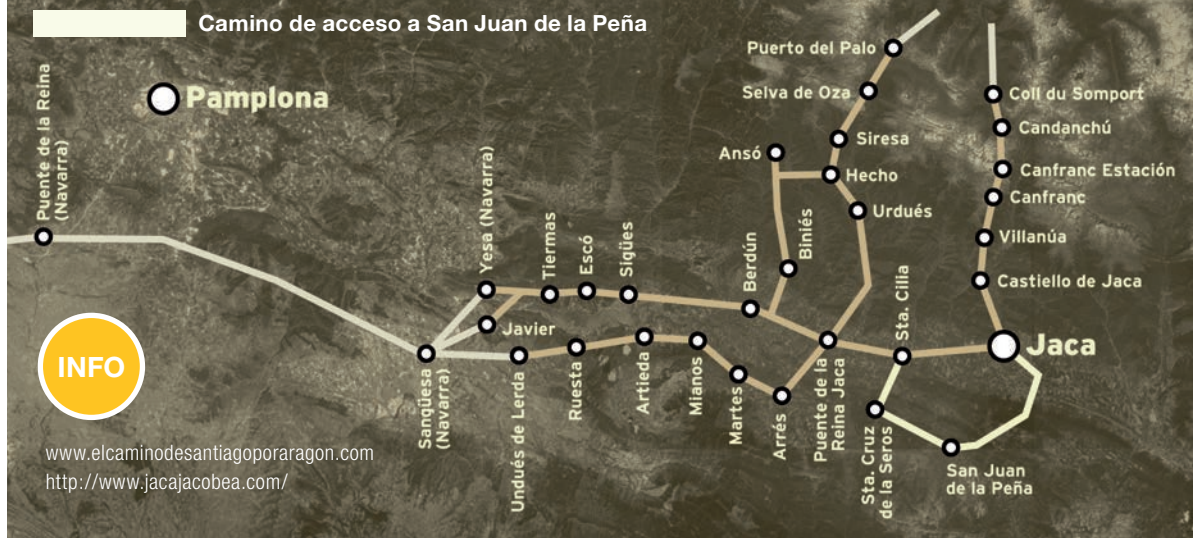 Camino de acceso a San Juan de la Peña
Pamplona
Puente de la Reina
(Navarra)
Puerto del Palo
Selva de Oza
Siresa
Ansó
Hecho
Urdués
Biniés
Coll du Somport
Candanchú
Canfranc Estación
Canfranc
Villanúa
Castiello de Jaca
Jaca
Yesa (Navarra)
Tiermas
Escó
Sigües
Berdún
Sta. Cilia
Javier
Sangüesa
(Navarra)
Undués de Lerda
Ruesta
Artieda
Mianos
Martes
Arrés
Puente de la
Reina Jaca
Sta. Cruz
de la Seros
San Juan
de la Peña
INFO
www.elcaminodesantiagoporaragon.com
http://www.jacajacobea.com/